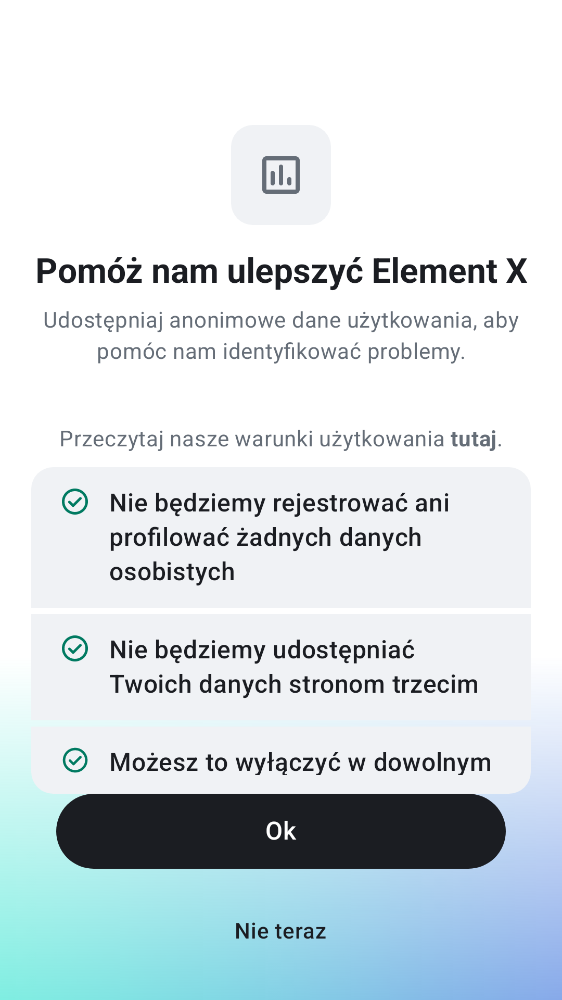 Pomóż nam ulepszyć Element X
Udostępniaj anonimowe dane użytkowania, aby
pomóc nam identyfikować problemy.
Przeczytaj nasze warunki użytkowania tutaj.
Nie będziemy rejestrować ani
profilować żadnych danych
osobistych
Nie będziemy udostępniać
Twoich danych stronom trzecim
Możesz to wyłączyć w dowolnym
Ok
Nie teraz